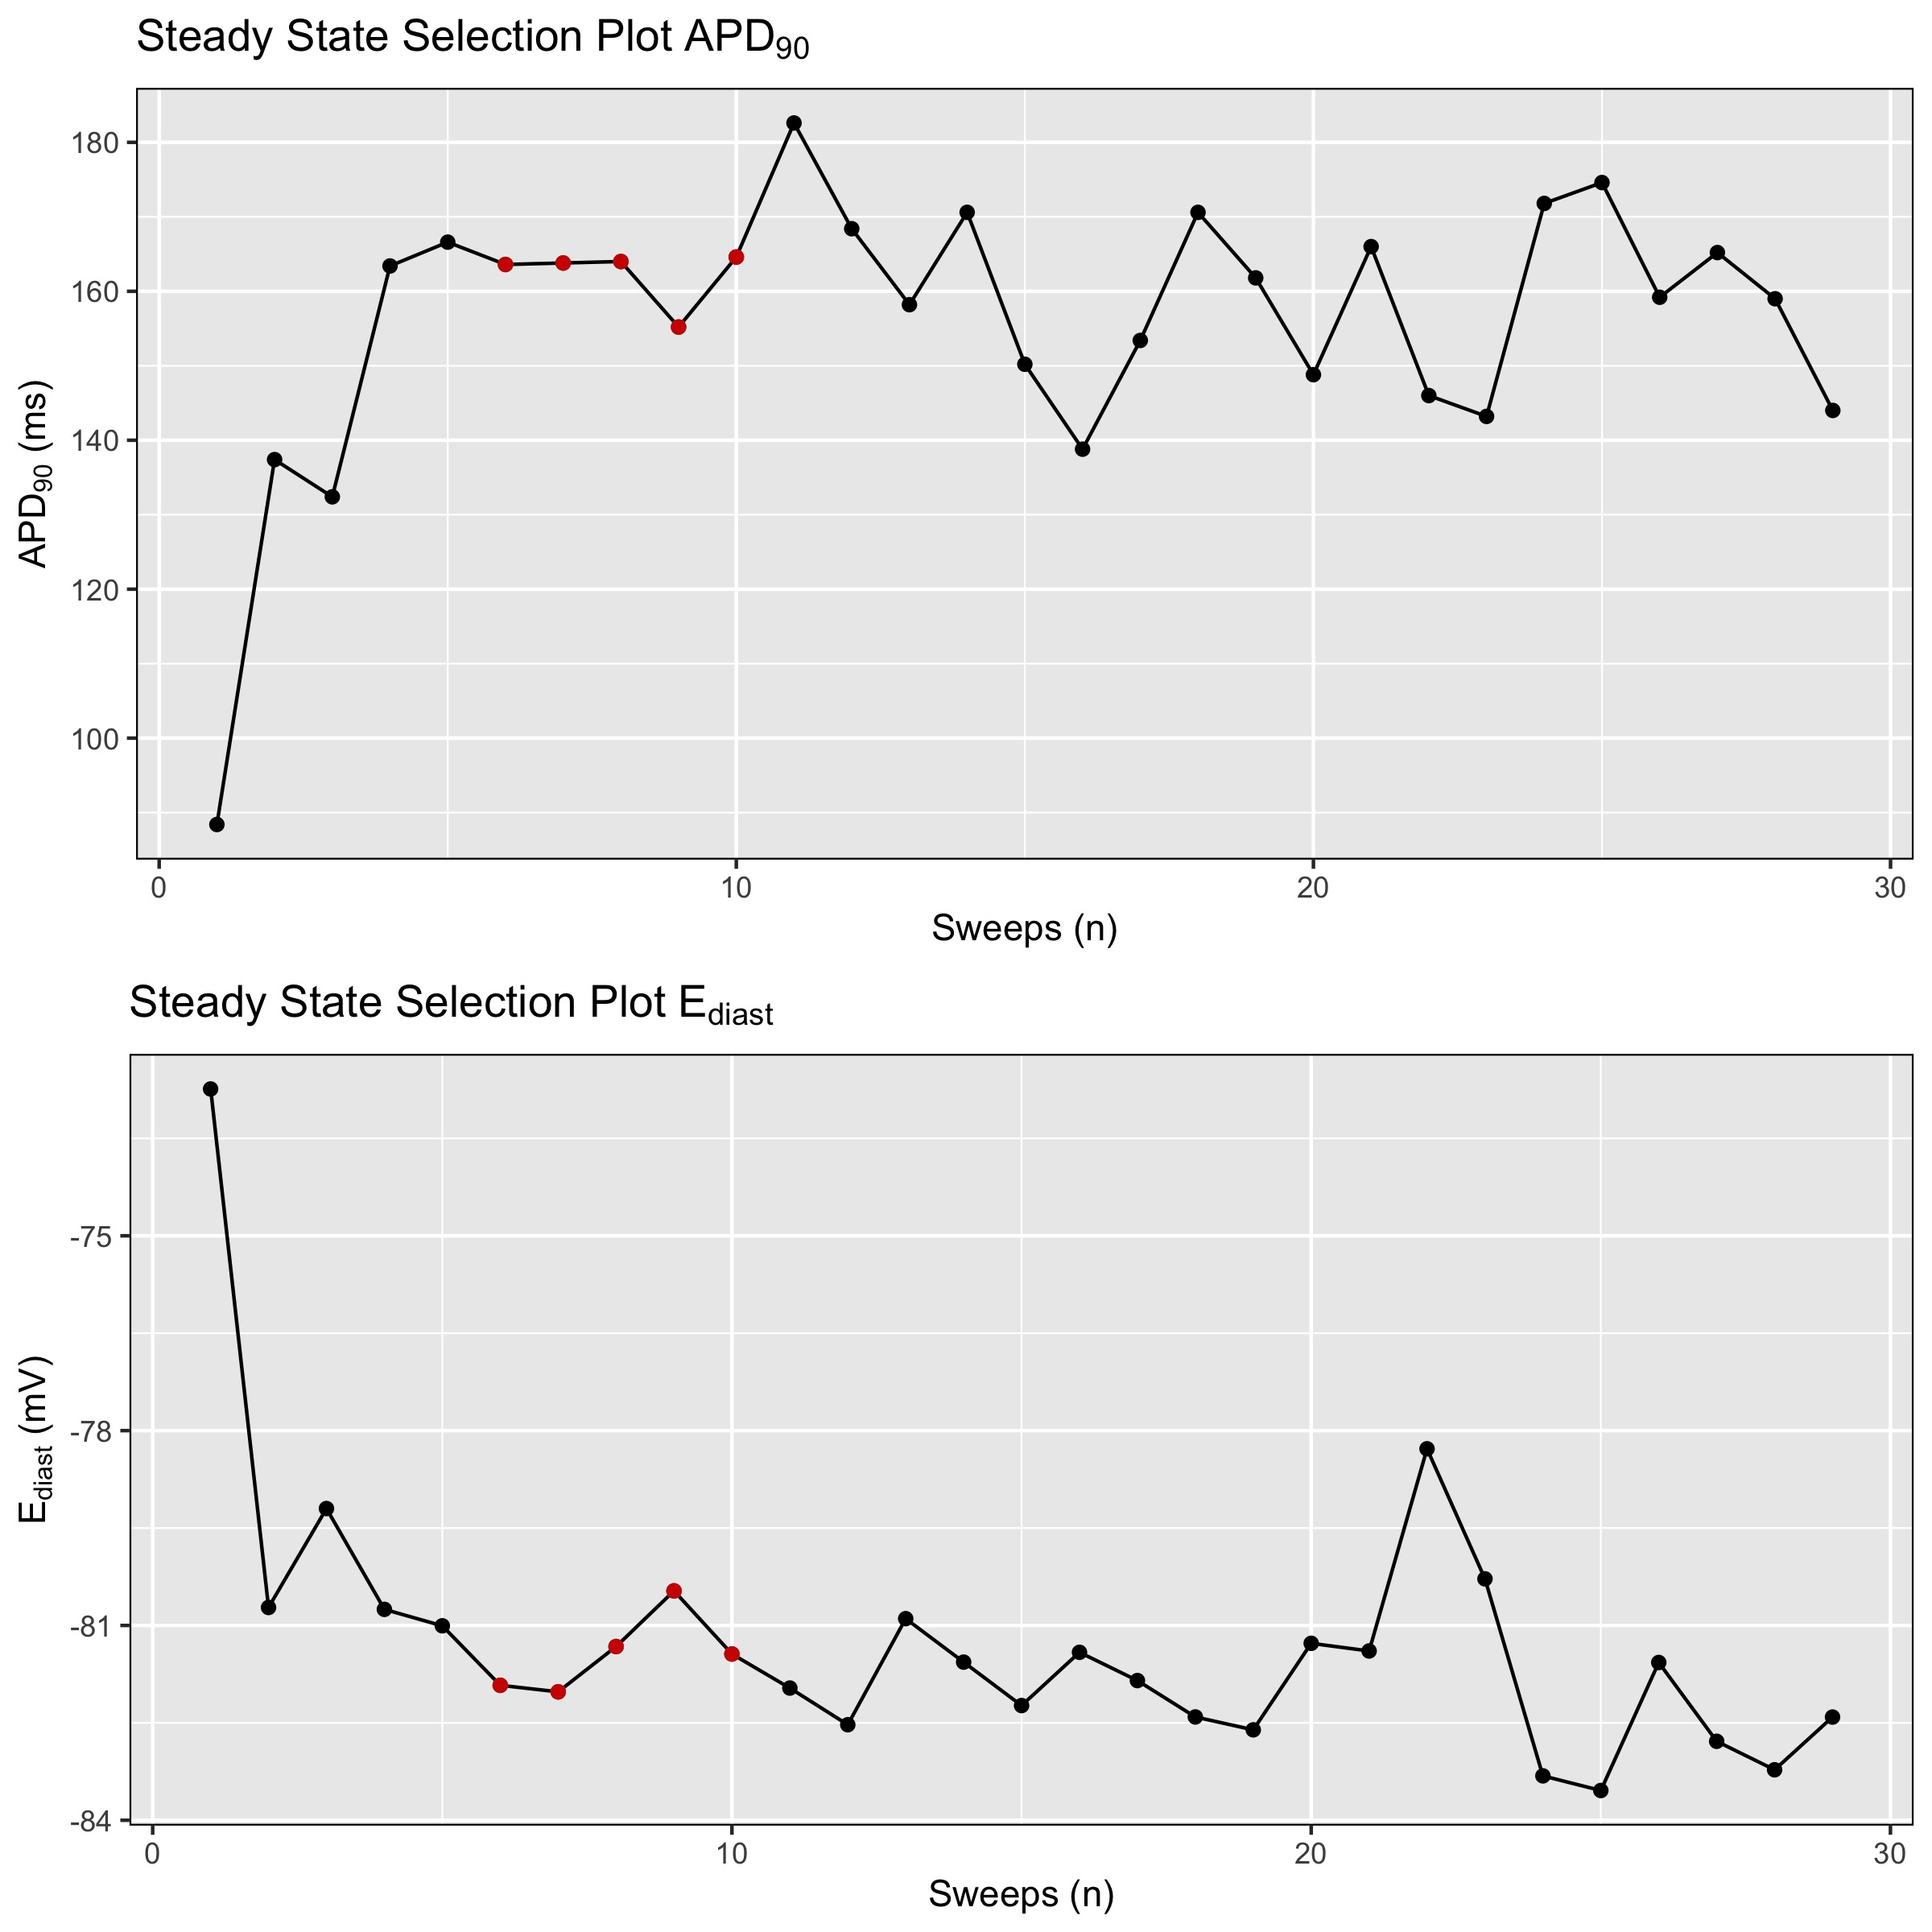 Steady State Selection Plot APD90
180
160
140
120
100
APD90 (ms)
0 10 20 30
Sweeps (n)
Steady State Selection Plot Ediast
-75
-78
-81
-84
Ediast (mV)
0 10 20 30
Sweeps (n)